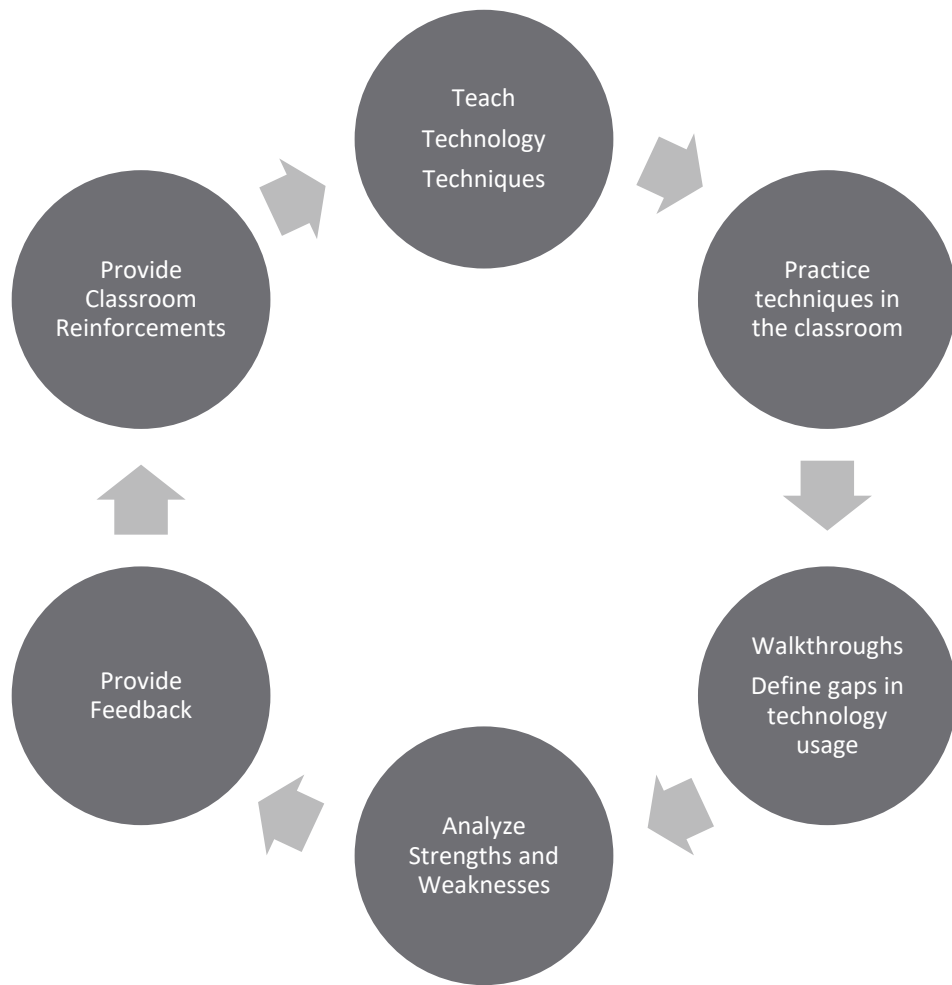 Teach
Technology
Techniques
Practice
techniques in
the classroom
Walkthroughs
Define gaps in
technology
usage
Analyze
Strengths and
Weaknesses
Provide
Feedback
Provide
Classroom
Reinforcements